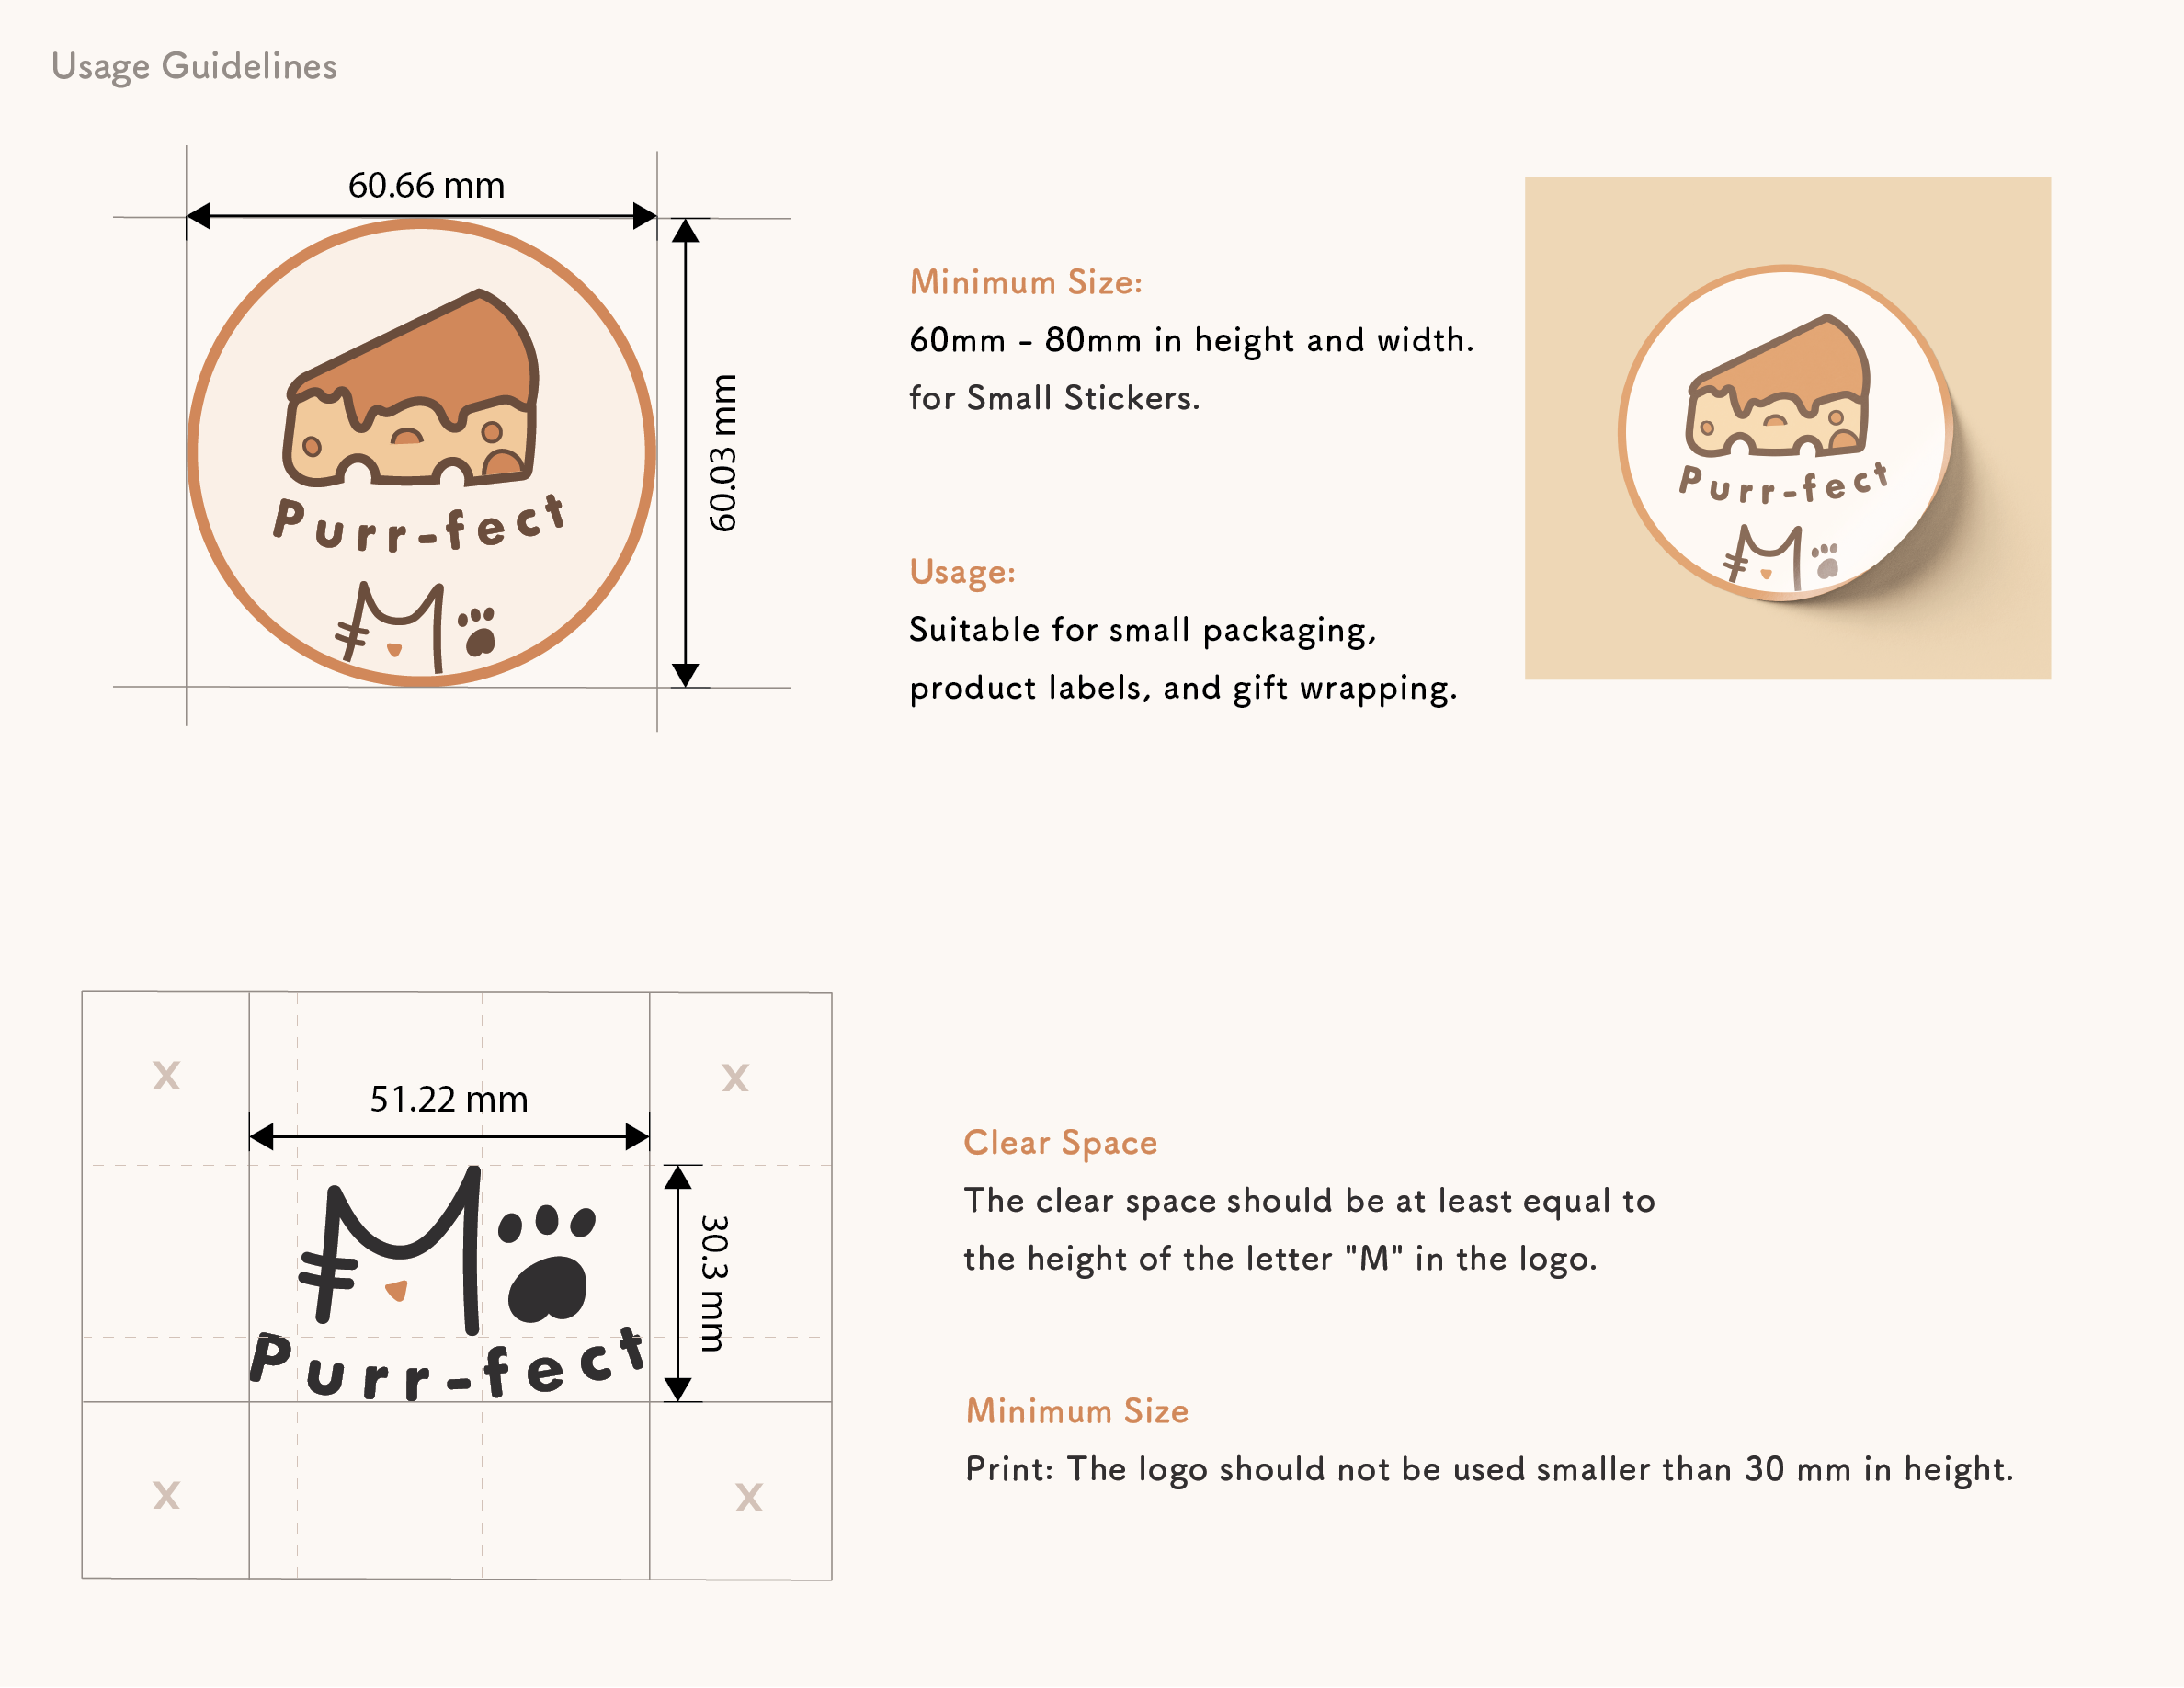 Usage Guidelines
60.66 mm
60.03 mm
Purr-fect
M
Minimum Size:
60mm - 80mm in height and width.
for Small Stickers.
Usage:
Suitable for small packaging,
product labels, and gift wrapping.
Purr-fect
M
x
x
51.22 mm
30.3 mm
M
Purr-fect
x
x
Clear Space
The clear space should be at least equal to
the height of the letter "M" in the logo.
Minimum Size
Print: The logo should not be used smaller than 30 mm in height.